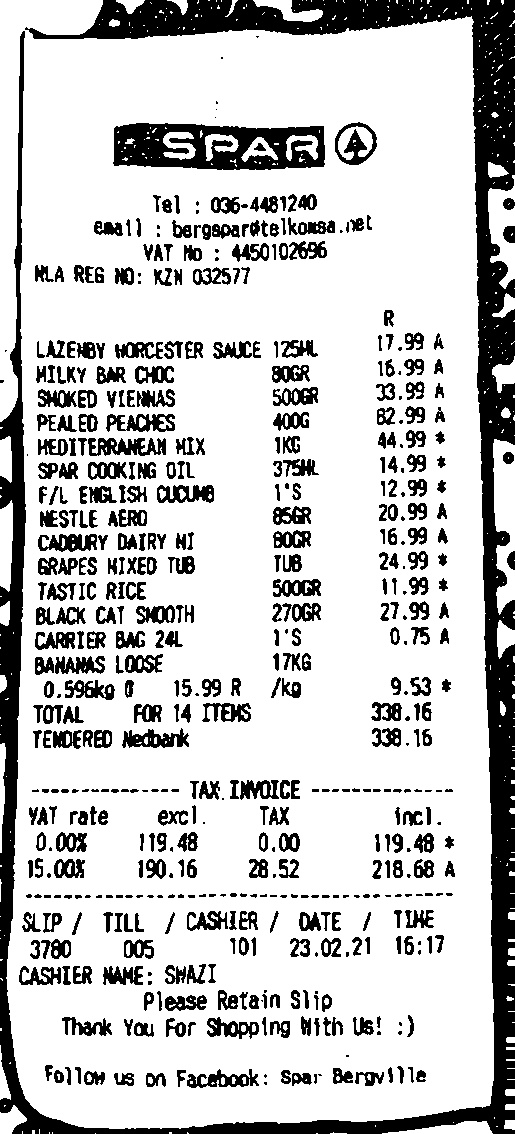 SPAR
Tel : 036-4481240
email : bergspar@telkomsa.net
VAT No : 4450102696
NLA REG NO: KZN 032577
R
LAZENBY WORCESTER SAUCE 125ML 17.99 A
MILKY BAR CHOC 80GR 16.99 A
SMOKED VIENNAS 500GR 33.99 A
PEALED PEACHES 400G 82.99 A
MEDITERRANEAN MIX 1KG 44.99 *
SPAR COOKING OIL 375ML 14.99 *
F/L ENGLISH CUCUMB 1'S 12.99 *
NESTLE AERO 85GR 20.99 A
CADBURY DAIRY MI 80GR 16.99 A
GRAPES MIXED TUB TUB 24.99 *
TASTIC RICE 500GR 11.99 *
BLACK CAT SMOOTH 270GR 27.99 A
CARRIER BAG 24L 1'S 0.75 A
BANANAS LOOSE 17KG
0.596kg @ 15.99 R /kg 9.53 *
TOTAL FOR 14 ITEMS 338.16
TENDERED Nedbank 338.16
---------------- TAX INVOICE ---------------
VAT rate excl. TAX incl.
0.00% 119.48 0.00 119.48 *
15.00% 190.16 28.52 218.68 A
SLIP / TILL / CASHIER / DATE / TIME
3780 005 101 23.02.21 16:17
CASHIER NAME: SWAZI
Please Retain Slip
Thank You For Shopping With Us! :)
Follow us on Facebook: Spar Bergville